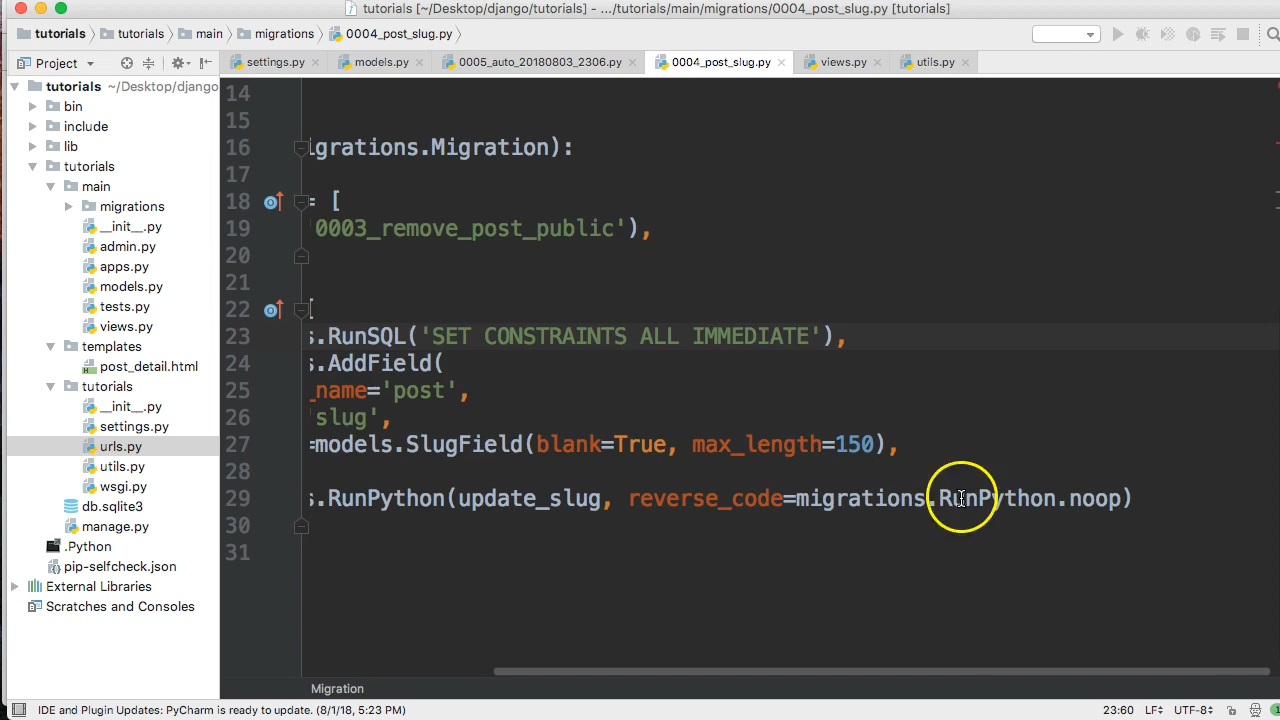 tutorials [~/Desktop/django/tutorials] - .../tutorials/main/migrations/0004_post_slug.py [tutorials]
tutorials tutorials main migrations 0004_post_slug.py
Project
settings.py models.py 0005_auto_20180803_2306.py 0004_post_slug.py views.py utils.py
tutorials ~/Desktop/django
bin
include
lib
tutorials
main
migrations
__init__.py
admin.py
apps.py
models.py
tests.py
views.py
templates
post_detail.html
tutorials
__init__.py
settings.py
urls.py
utils.py
wsgi.py
db.sqlite3
manage.py
.Python
pip-selfcheck.json
External Libraries
Scratches and Consoles
14
15
16 igrations.Migration):
17
18 = [
19 '0003_remove_post_public'),
20
21
22 [
23 s.RunSQL('SET CONSTRAINTS ALL IMMEDIATE'),
24 s.AddField(
25 _name='post',
26 slug',
27 =models.SlugField(blank=True, max_length=150),
28
29 s.RunPython(update_slug, reverse_code=migrations.RunPython.noop)
30
31
Migration
IDE and Plugin Updates: PyCharm is ready to update. (8/1/18, 5:23 PM) 23:60 LF UTF-8